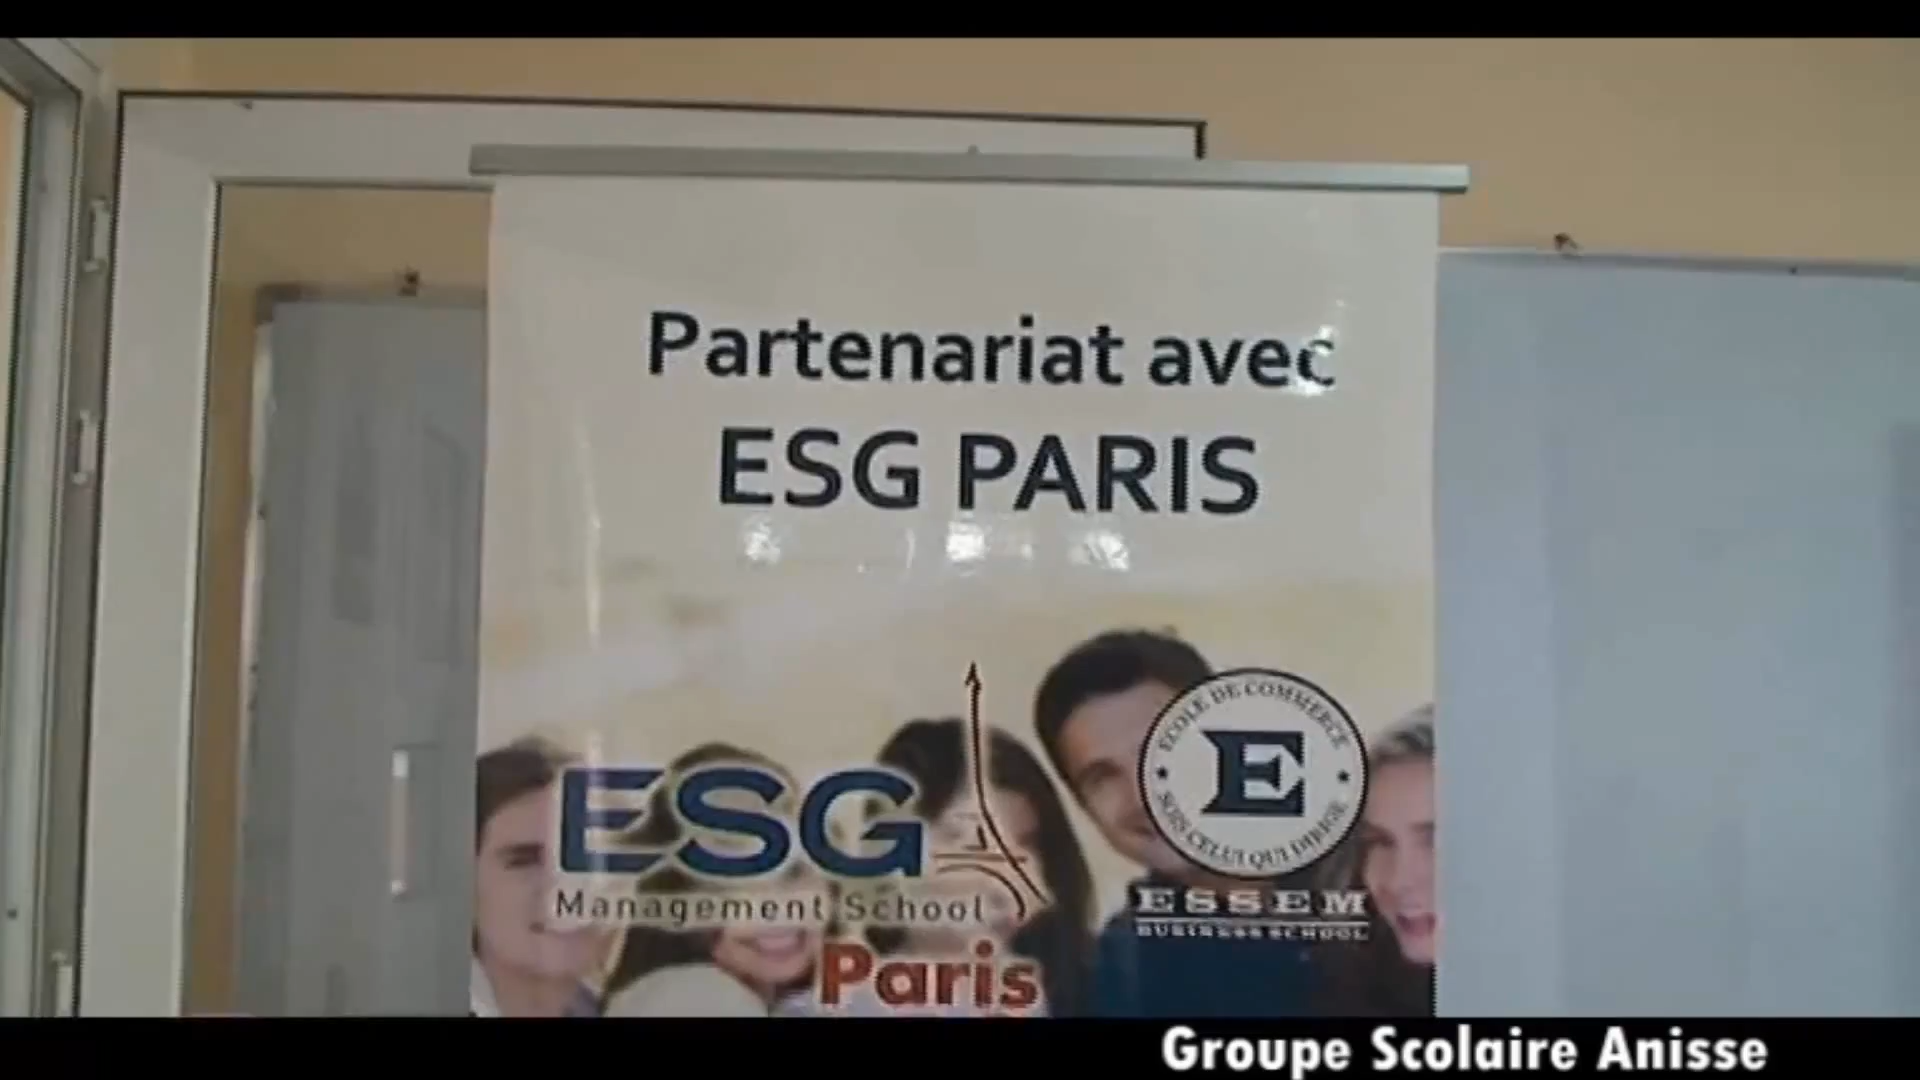 Partenariat avec
ESG PARIS
ESG
Management School
Paris
ECOLE DE COMMERCE
E
SOIS CELUI QUI DIRIGE
ESSEM
BUSINESS SCHOOL
Groupe Scolaire Anisse